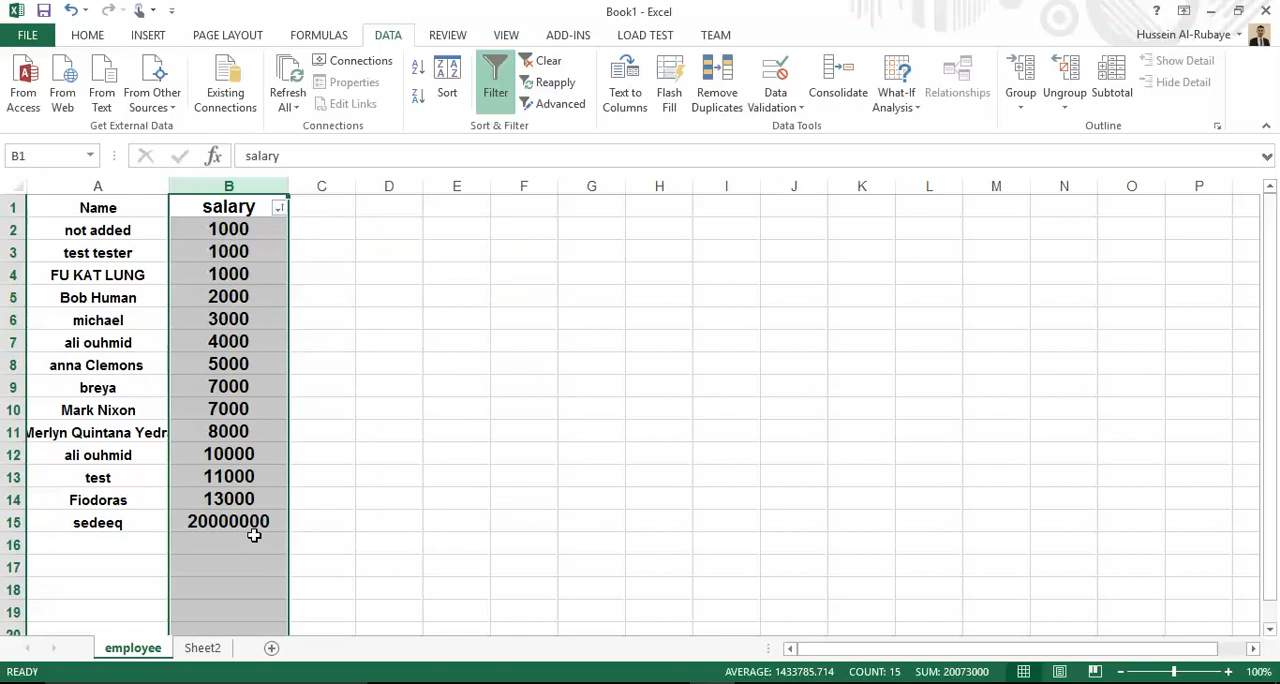 Book1 - Excel
FILE HOME INSERT PAGE LAYOUT FORMULAS DATA REVIEW VIEW ADD-INS LOAD TEST TEAM
Hussein Al-Rubaye
From Access
From Web
From Text
From Other Sources
Existing Connections
Get External Data
Refresh All
Connections
Properties
Edit Links
Connections
Sort
Filter
Clear
Reapply
Advanced
Sort & Filter
Text to Columns
Flash Fill
Remove Duplicates
Data Validation
Consolidate
What-If Analysis
Relationships
Data Tools
Group
Ungroup
Subtotal
Show Detail
Hide Detail
Outline
B1 fx salary
A B C D E F G H I J K L M N O P
1 Name salary
2 not added 1000
3 test tester 1000
4 FU KAT LUNG 1000
5 Bob Human 2000
6 michael 3000
7 ali ouhmid 4000
8 anna Clemons 5000
9 breya 7000
10 Mark Nixon 7000
11 Merlyn Quintana Yedr 8000
12 ali ouhmid 10000
13 test 11000
14 Fiodoras 13000
15 sedeeq 20000000
16
17
18
19
20
employee Sheet2
READY AVERAGE: 1433785.714 COUNT: 15 SUM: 20073000 100%